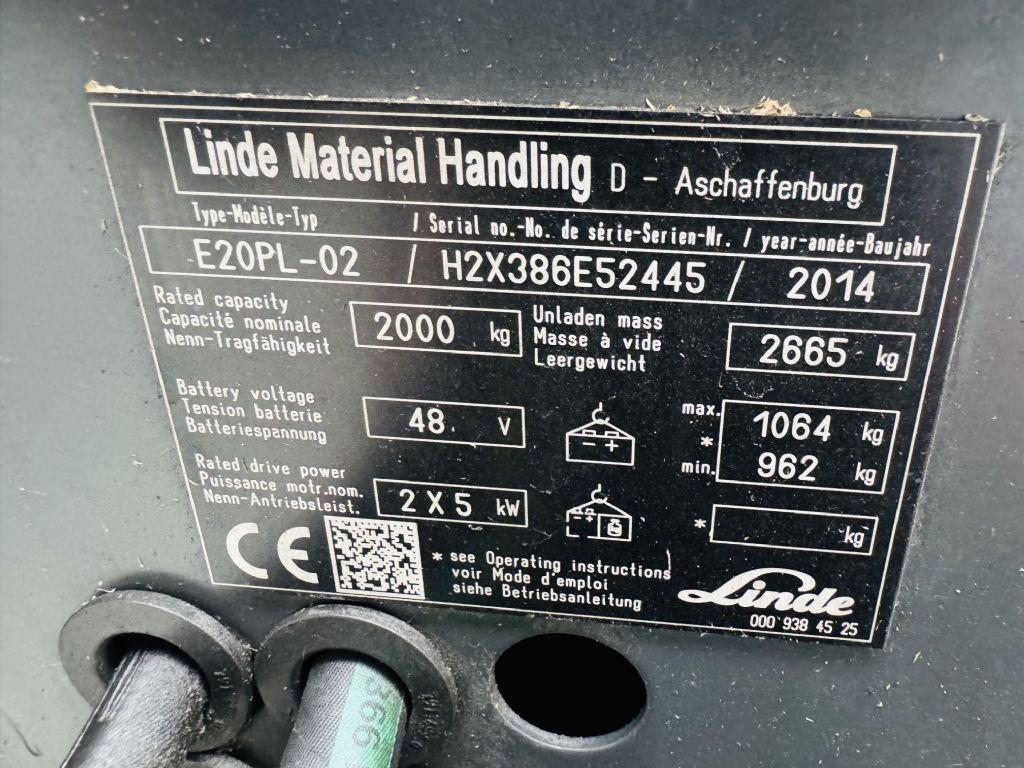 Linde Material Handling D - Aschaffenburg
Type-Modèle-Typ / Serial no.-No. de série-Serien-Nr. / year-année-Baujahr
E20PL-02 / H2X386E52445 / 2014
Rated capacity
Capacité nominale
Nenn-Tragfähigkeit
2000 kg
Unladen mass
Masse à vide
Leergewicht
2665 kg
Battery voltage
Tension batterie
Batteriespannung
48 V
max. 1064 kg
*
min. 962 kg
Rated drive power
Puissance motr.nom.
Nenn-Antriebsleist.
2 X 5 kW
* kg
CE
* see Operating instructions
voir Mode d'emploi
siehe Betriebsanleitung
Linde
000 938 45 25
366